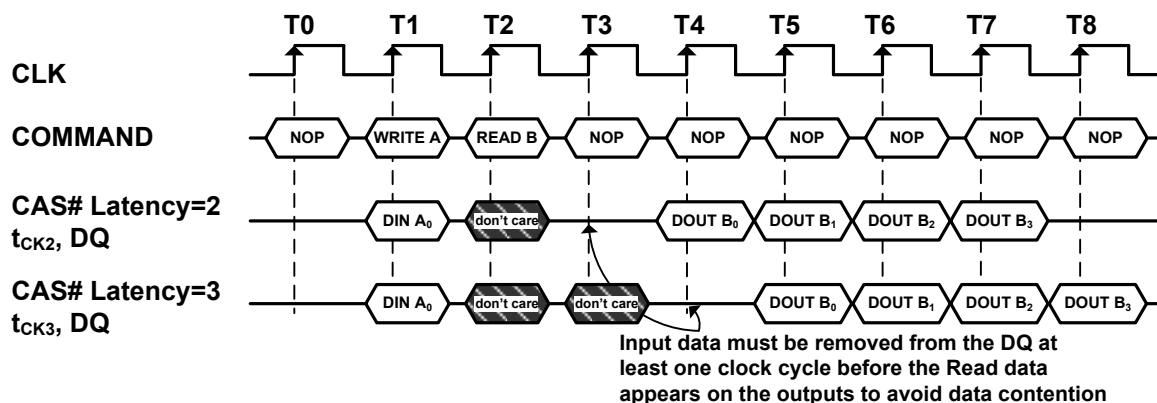 T0 T1 T2 T3 T4 T5 T6 T7 T8
CLK
COMMAND NOP WRITE A READ B NOP NOP NOP NOP NOP NOP
CAS# Latency=2
tCK2, DQ DIN A0 don't care DOUT B0 DOUT B1 DOUT B2 DOUT B3
CAS# Latency=3
tCK3, DQ DIN A0 don't care don't care DOUT B0 DOUT B1 DOUT B2 DOUT B3
Input data must be removed from the DQ at
least one clock cycle before the Read data
appears on the outputs to avoid data contention